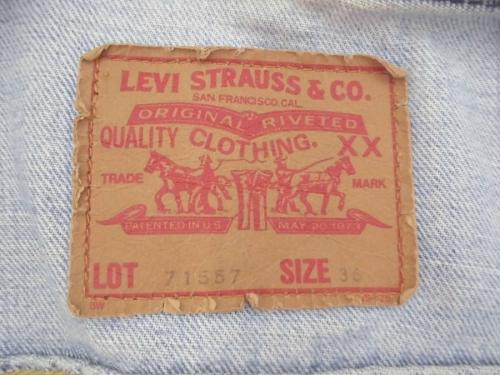 LEVI STRAUSS & CO.
SAN FRANCISCO, CAL.
ORIGINAL RIVETED
QUALITY CLOTHING. XX
TRADE MARK
PATENTED IN U.S. MAY 20 1873
LOT 71557 SIZE 36
SW